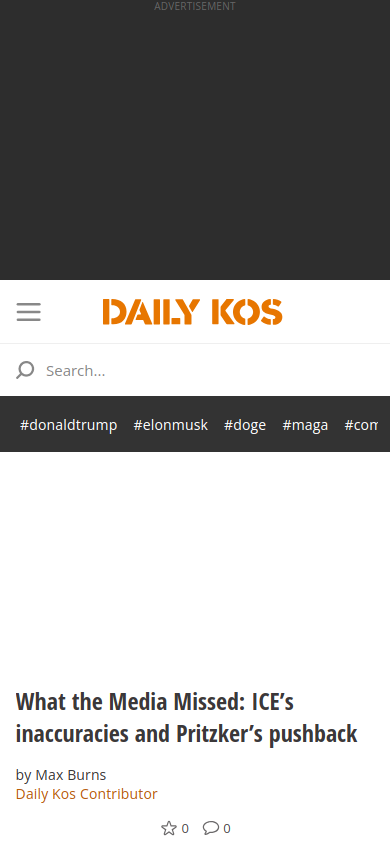 ADVERTISEMENT
DAILY KOS
Search...
#donaldtrump #elonmusk #doge #maga #com
What the Media Missed: ICE’s
inaccuracies and Pritzker’s pushback
by Max Burns
Daily Kos Contributor
0 0